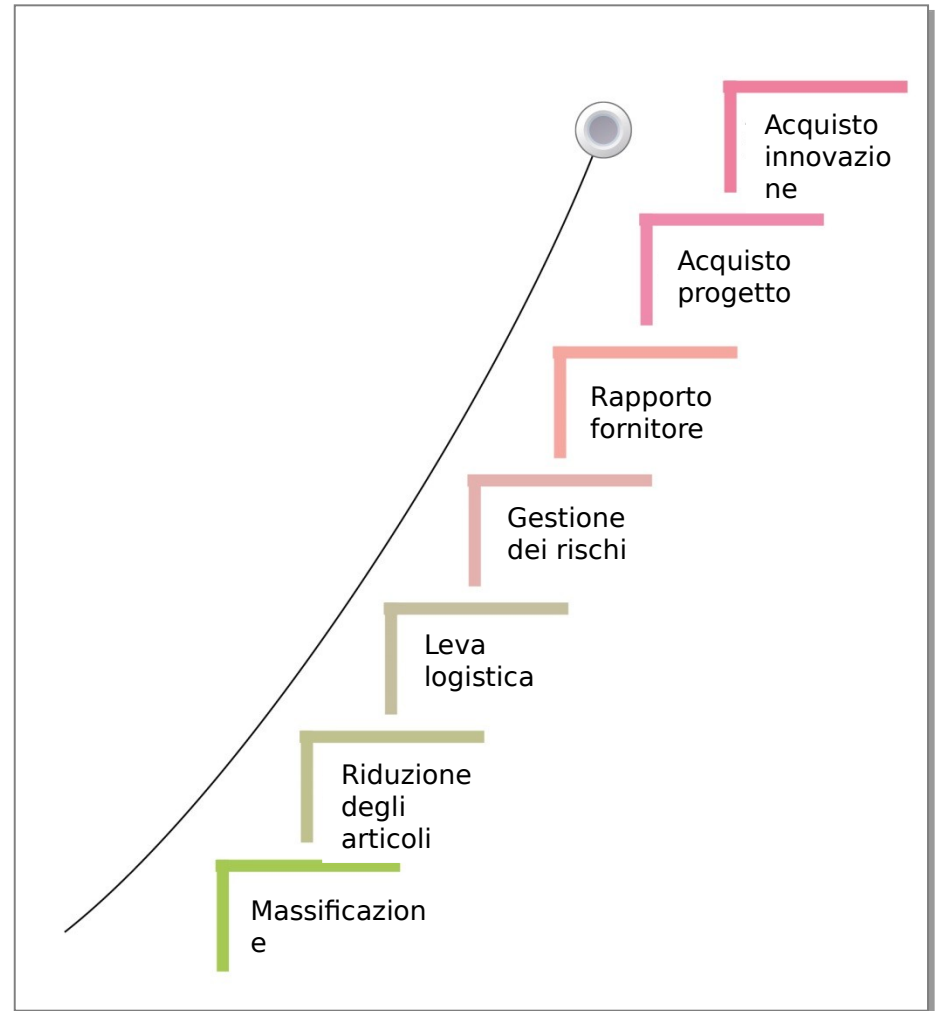 Acquisto
innovazio
ne
Acquisto
progetto
Rapporto
fornitore
Gestione
dei rischi
Leva
logistica
Riduzione
degli
articoli
Massificazion
e